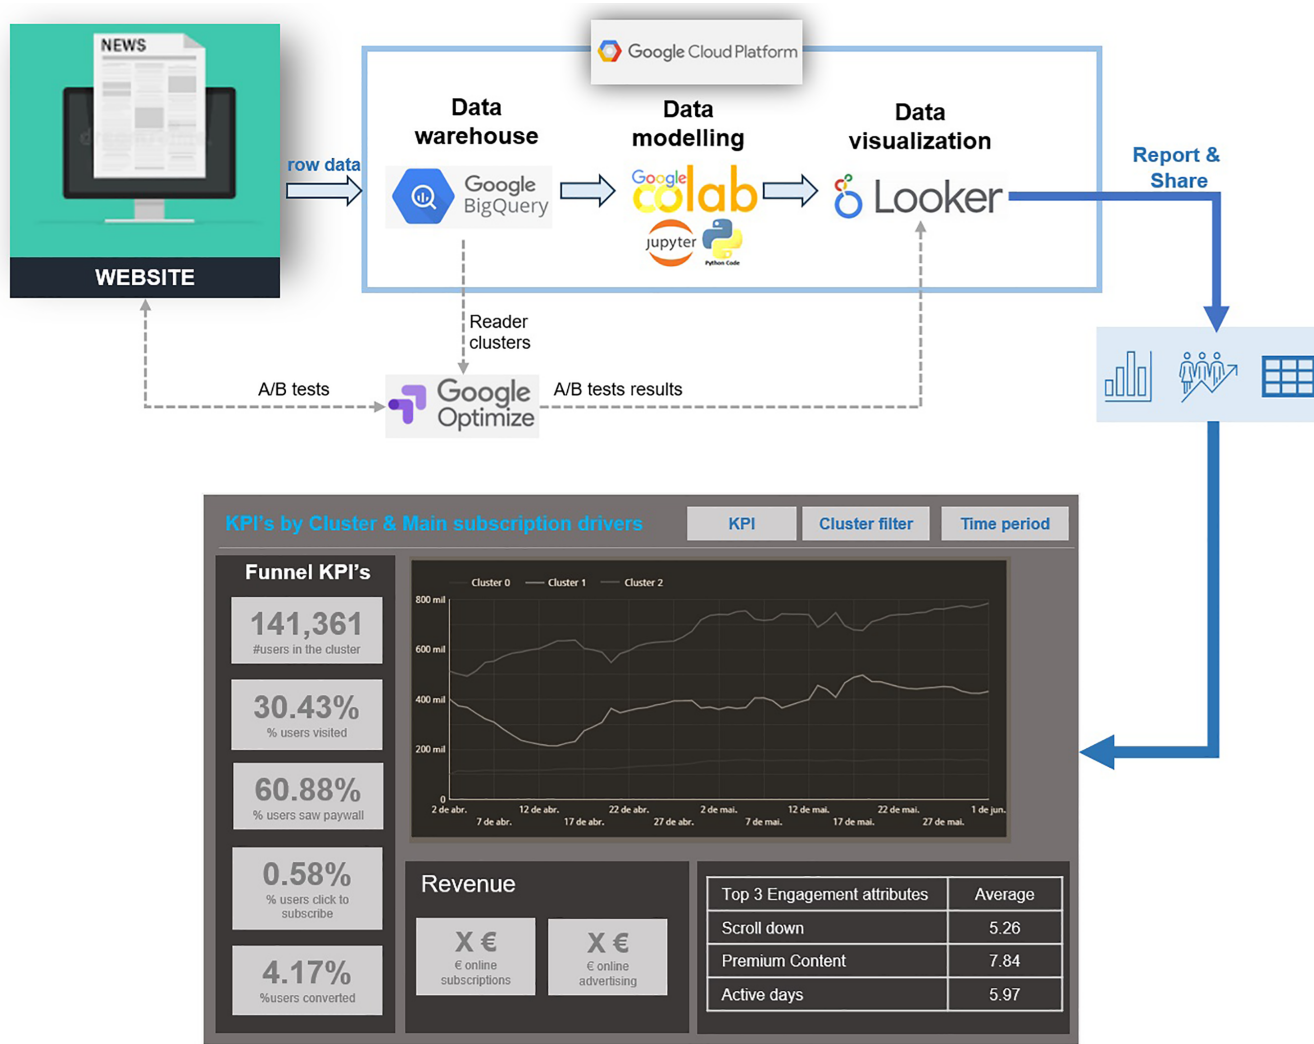 NEWS
WEBSITE
row data
Google Cloud Platform
Data
warehouse
Google
BigQuery
Data
modelling
Google
colab
jupyter
Python Code
Data
visualization
Looker
Report &
Share
Reader
clusters
A/B tests
Google
Optimize
A/B tests results
KPI's by Cluster & Main subscription drivers
KPI
Cluster filter
Time period
Funnel KPI's
141,361
#users in the cluster
30.43%
% users visited
60.88%
% users saw paywall
0.58%
% users click to
subscribe
4.17%
%users converted
Cluster 0
Cluster 1
Cluster 2
800 mil
600 mil
400 mil
200 mil
0
2 de abr.
7 de abr.
12 de abr.
17 de abr.
22 de abr.
27 de abr.
2 de mai.
7 de mai.
12 de mai.
17 de mai.
22 de mai.
27 de mai.
1 de jun.
Revenue
X €
€ online
subscriptions
X €
€ online
advertising
Top 3 Engagement attributes Average
Scroll down 5.26
Premium Content 7.84
Active days 5.97